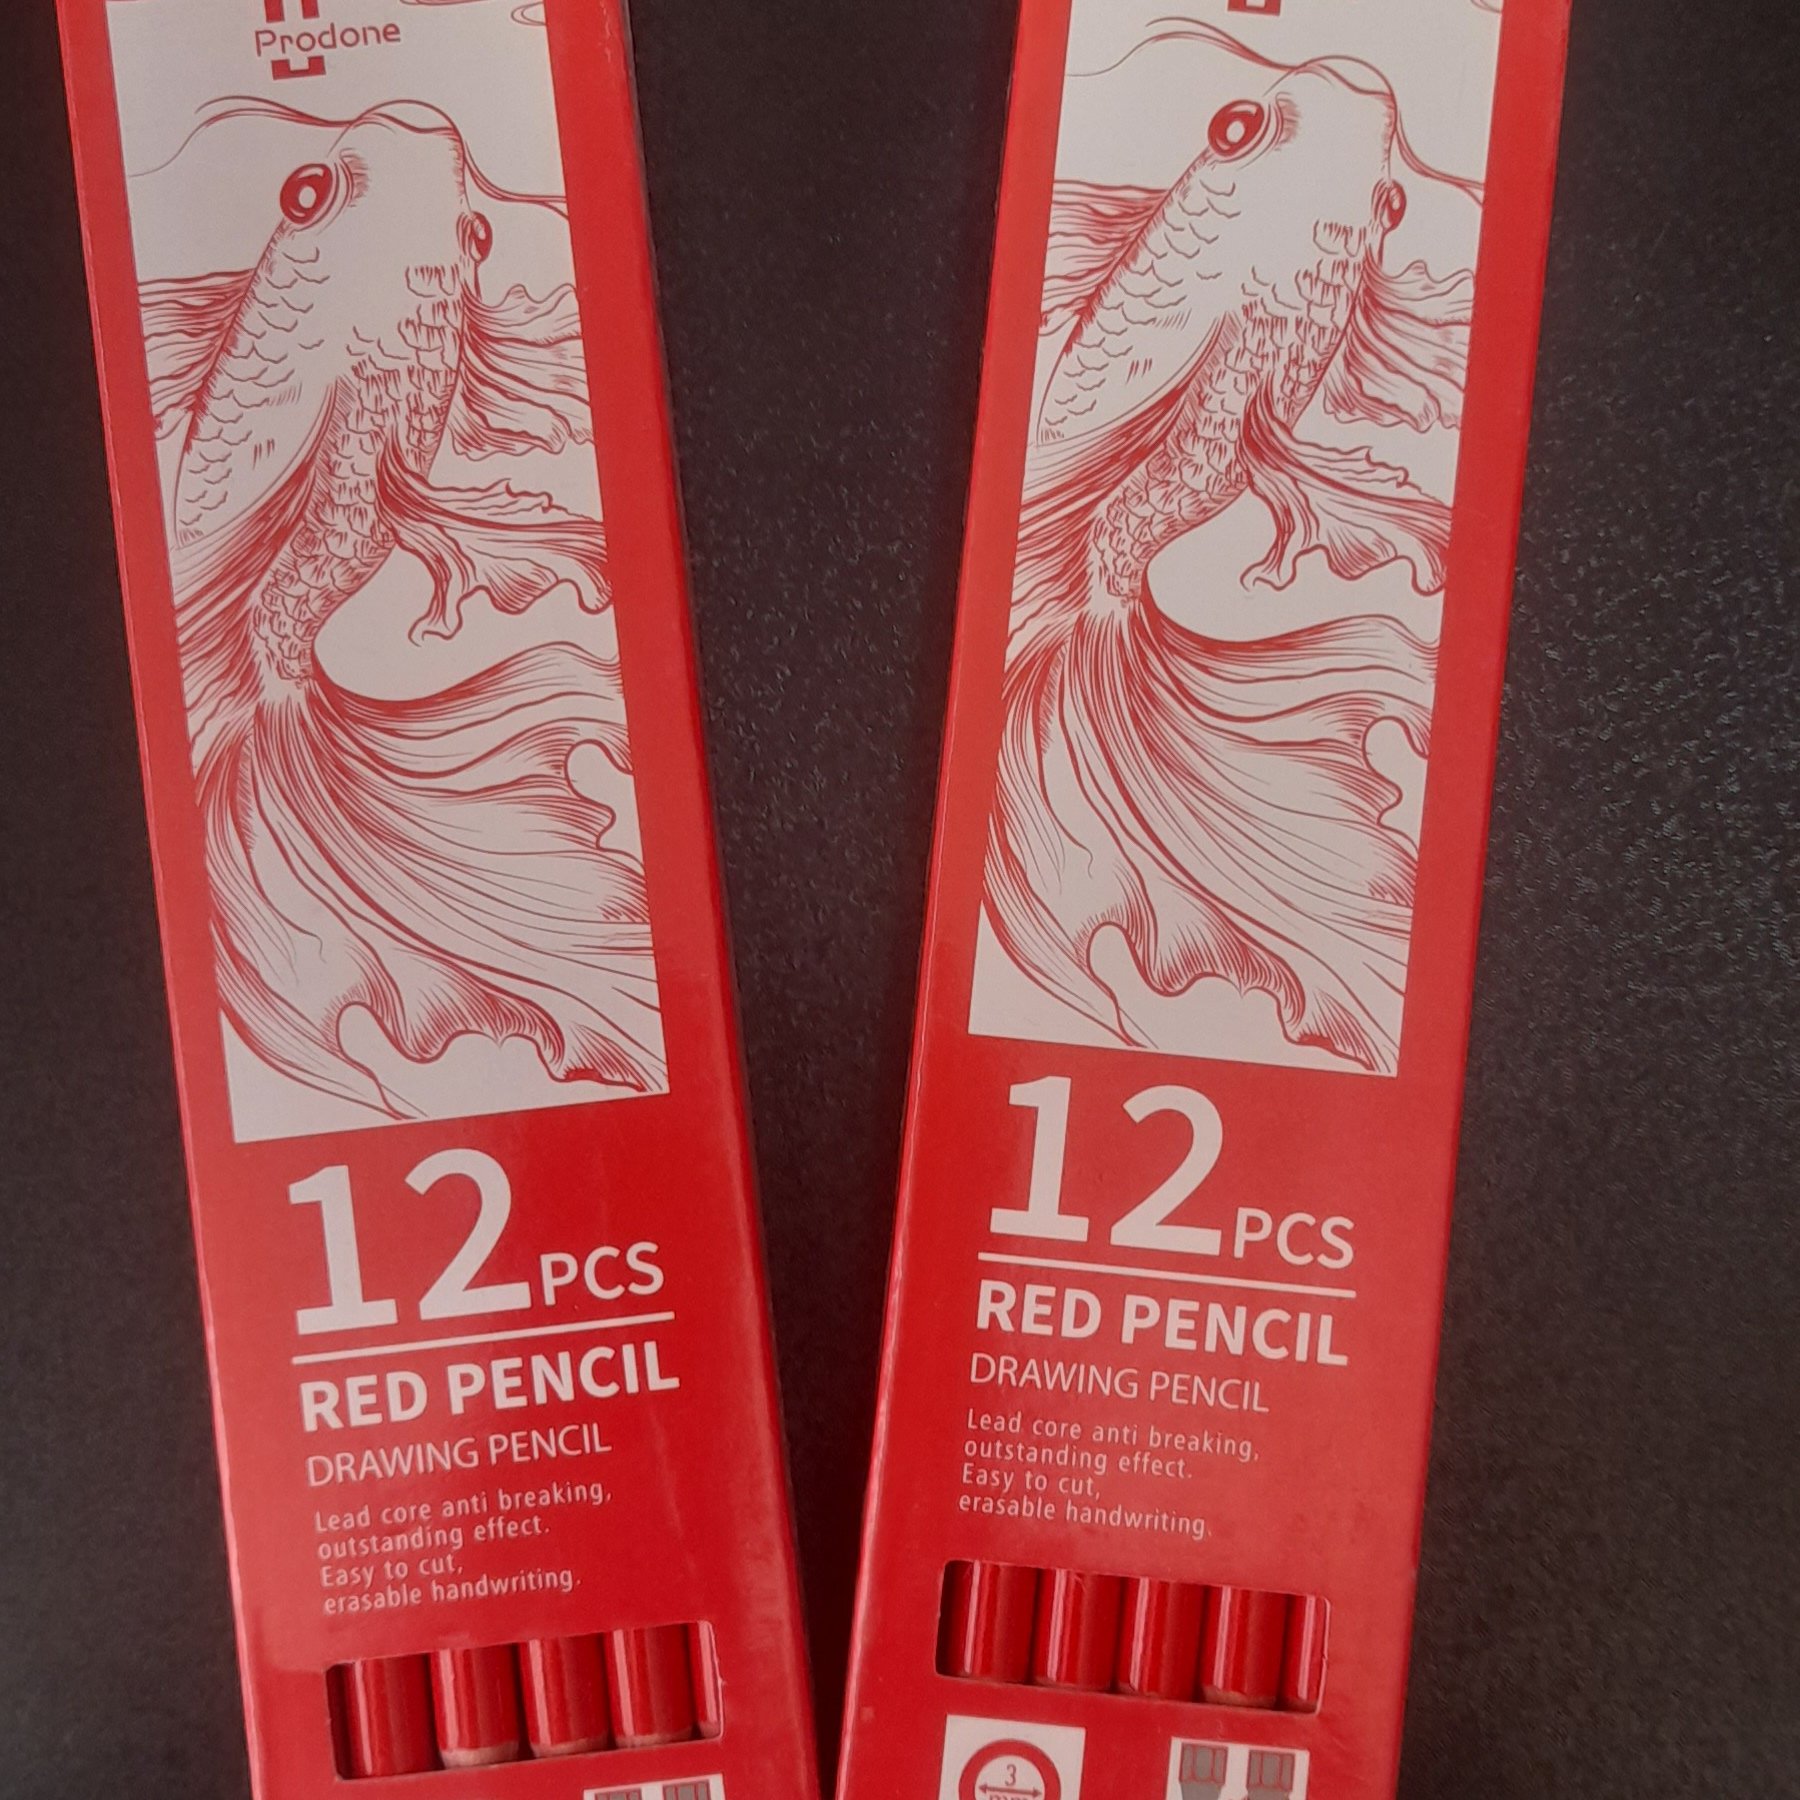 Prodone
12PCS
RED PENCIL
DRAWING PENCIL
Lead core anti breaking,
outstanding effect.
Easy to cut,
erasable handwriting.
12PCS
RED PENCIL
DRAWING PENCIL
Lead core anti breaking,
outstanding effect.
Easy to cut,
erasable handwriting.
3